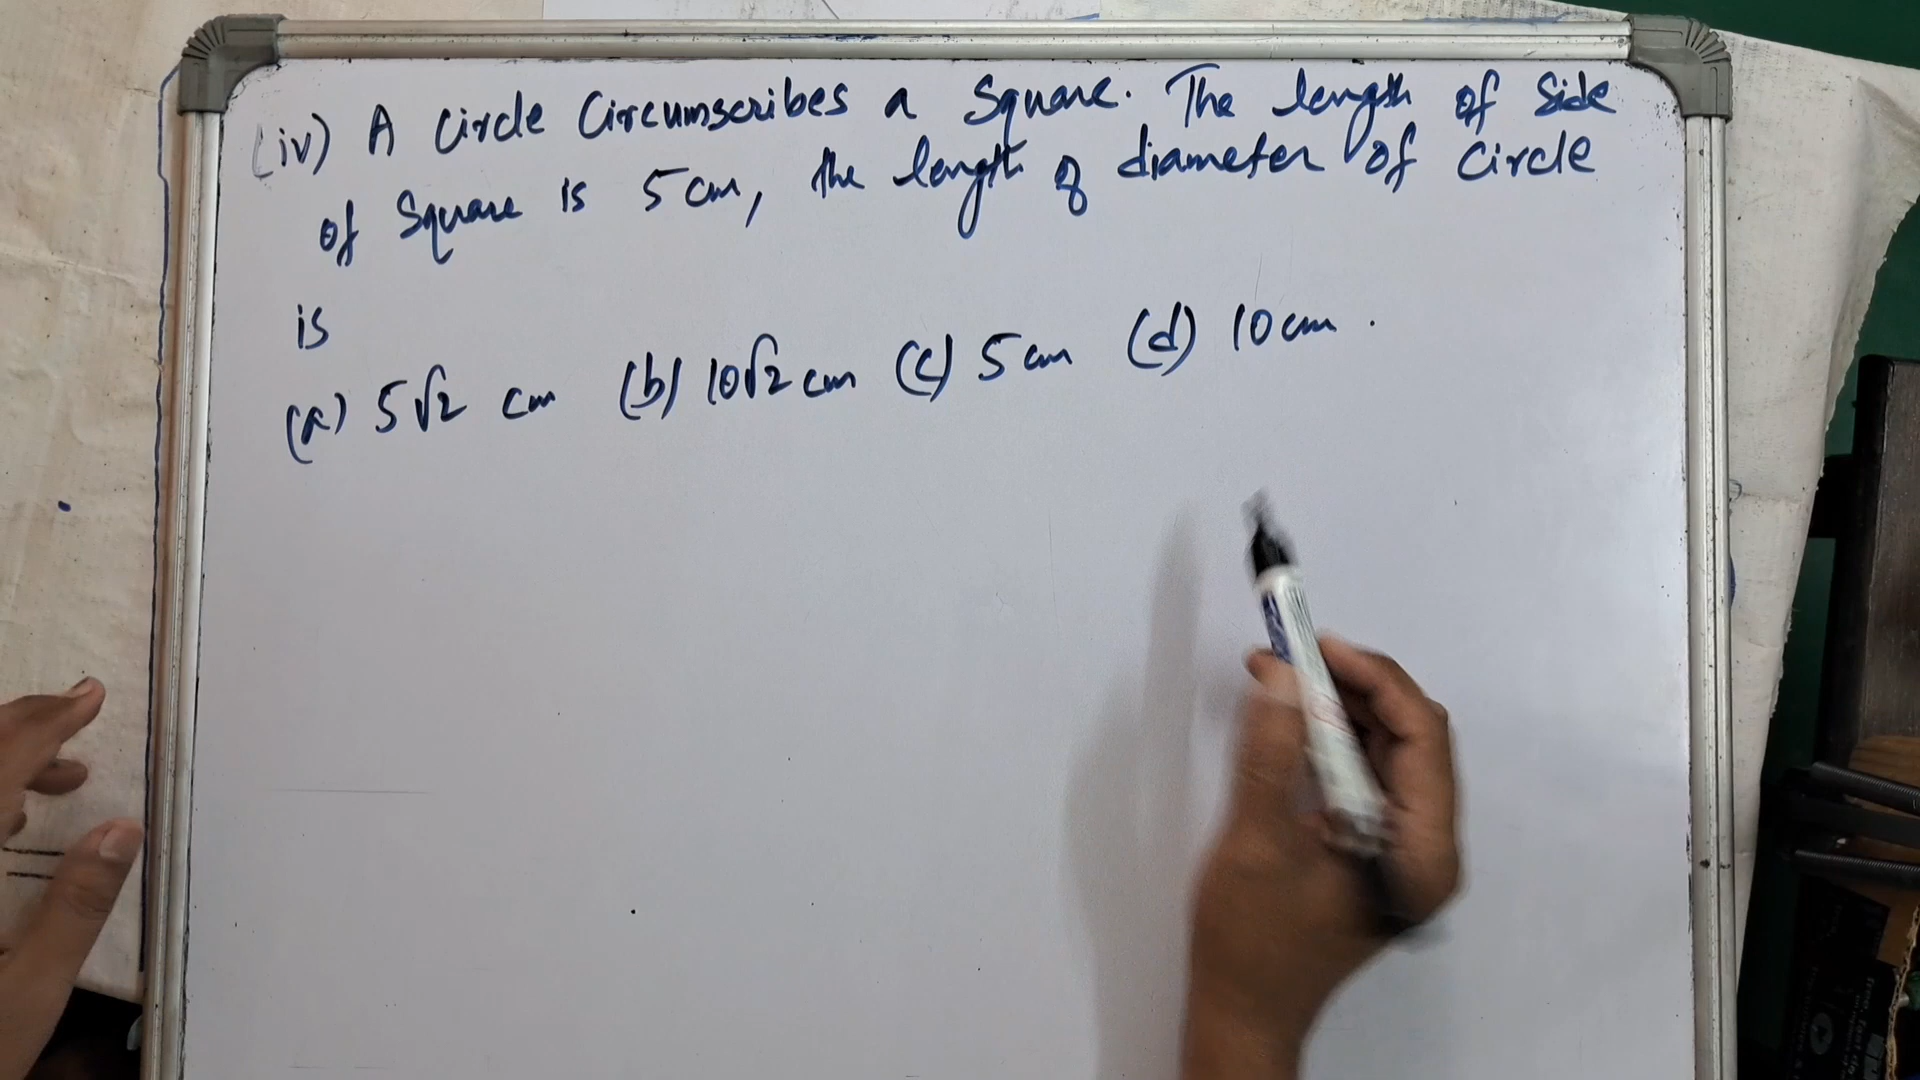 (iv) A Circle Circumscribes a Square. The length of Side
of Square is 5 cm, the length of diameter of Circle
is
(a) 5√2 cm (b) 10√2 cm (c) 5 cm (d) 10 cm .